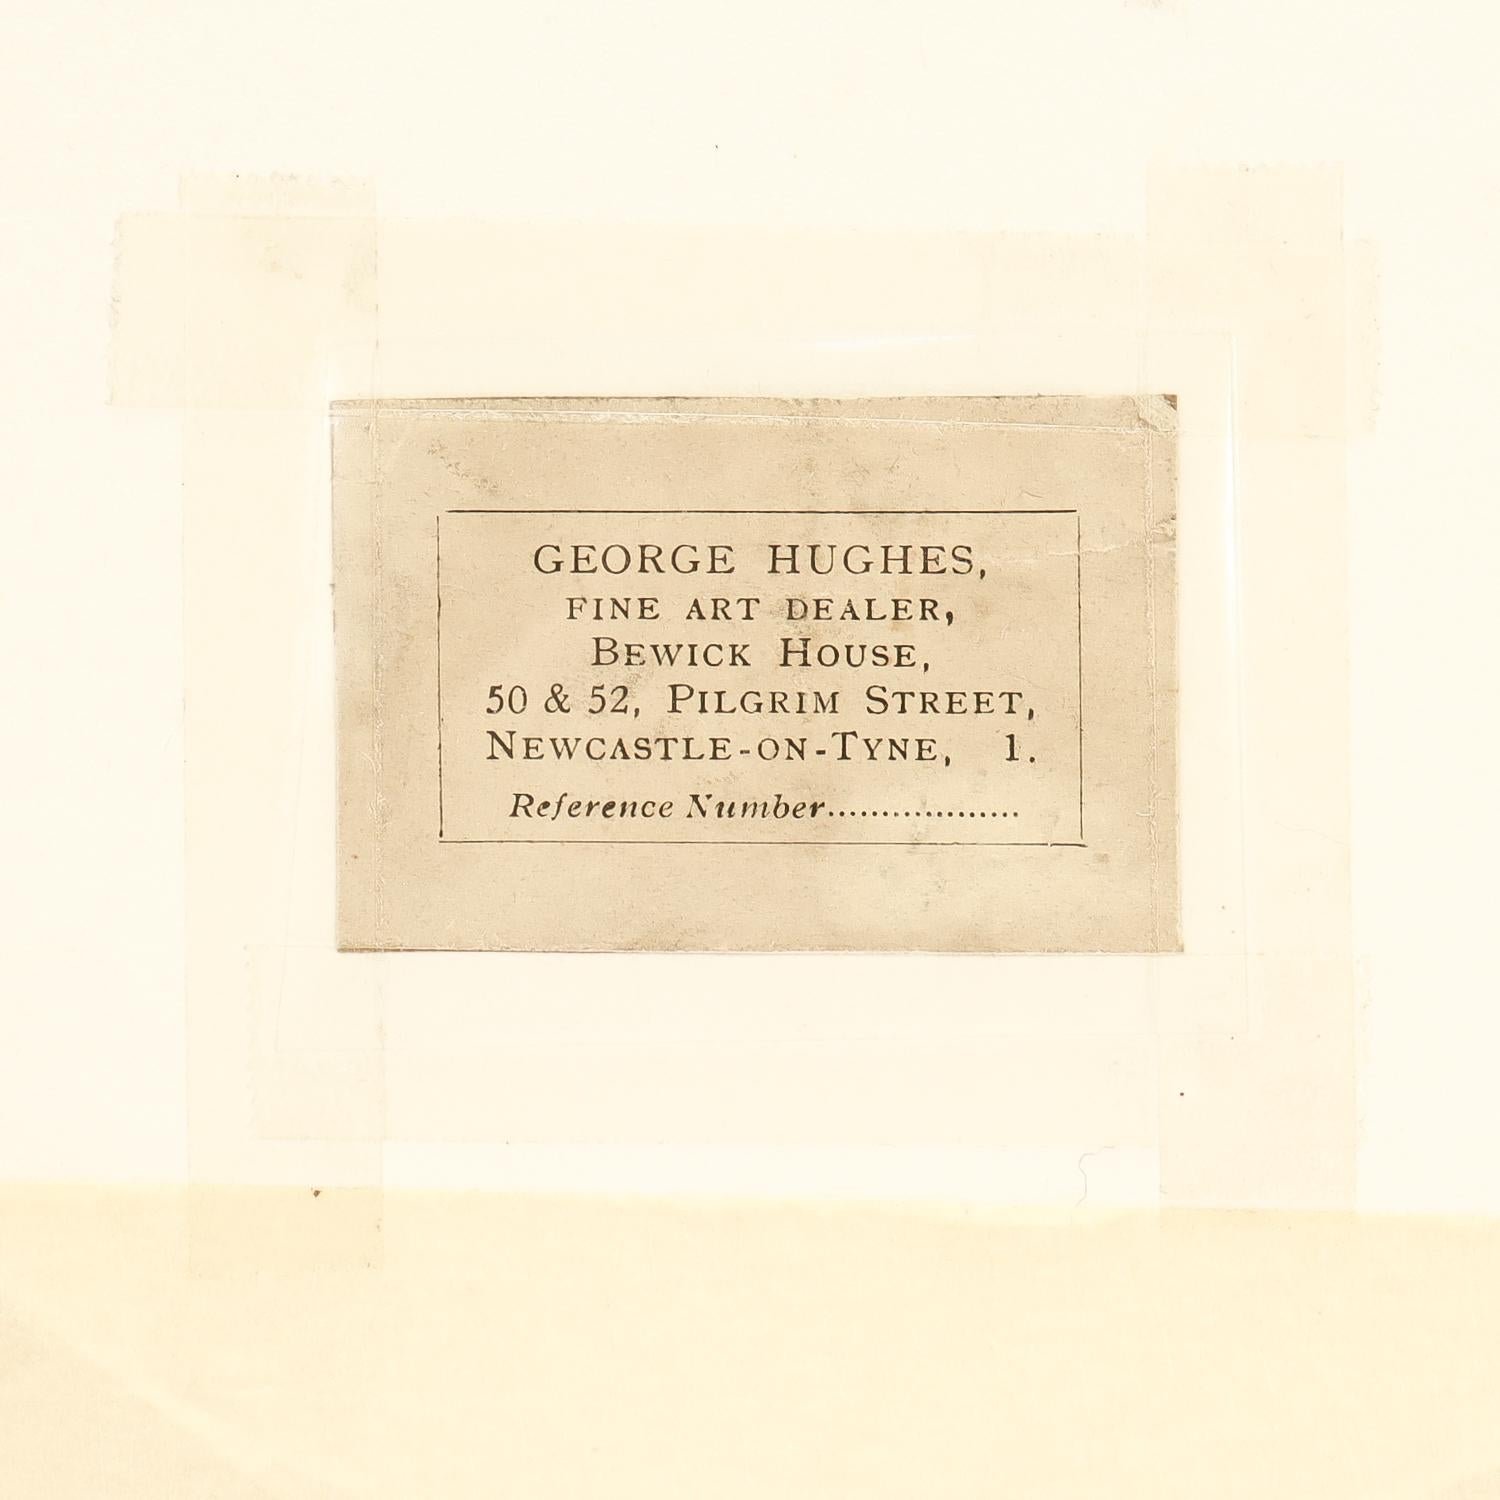 GEORGE HUGHES,
FINE ART DEALER,
BEWICK HOUSE,
50 & 52, PILGRIM STREET,
NEWCASTLE-ON-TYNE, 1.
Reference Number...................